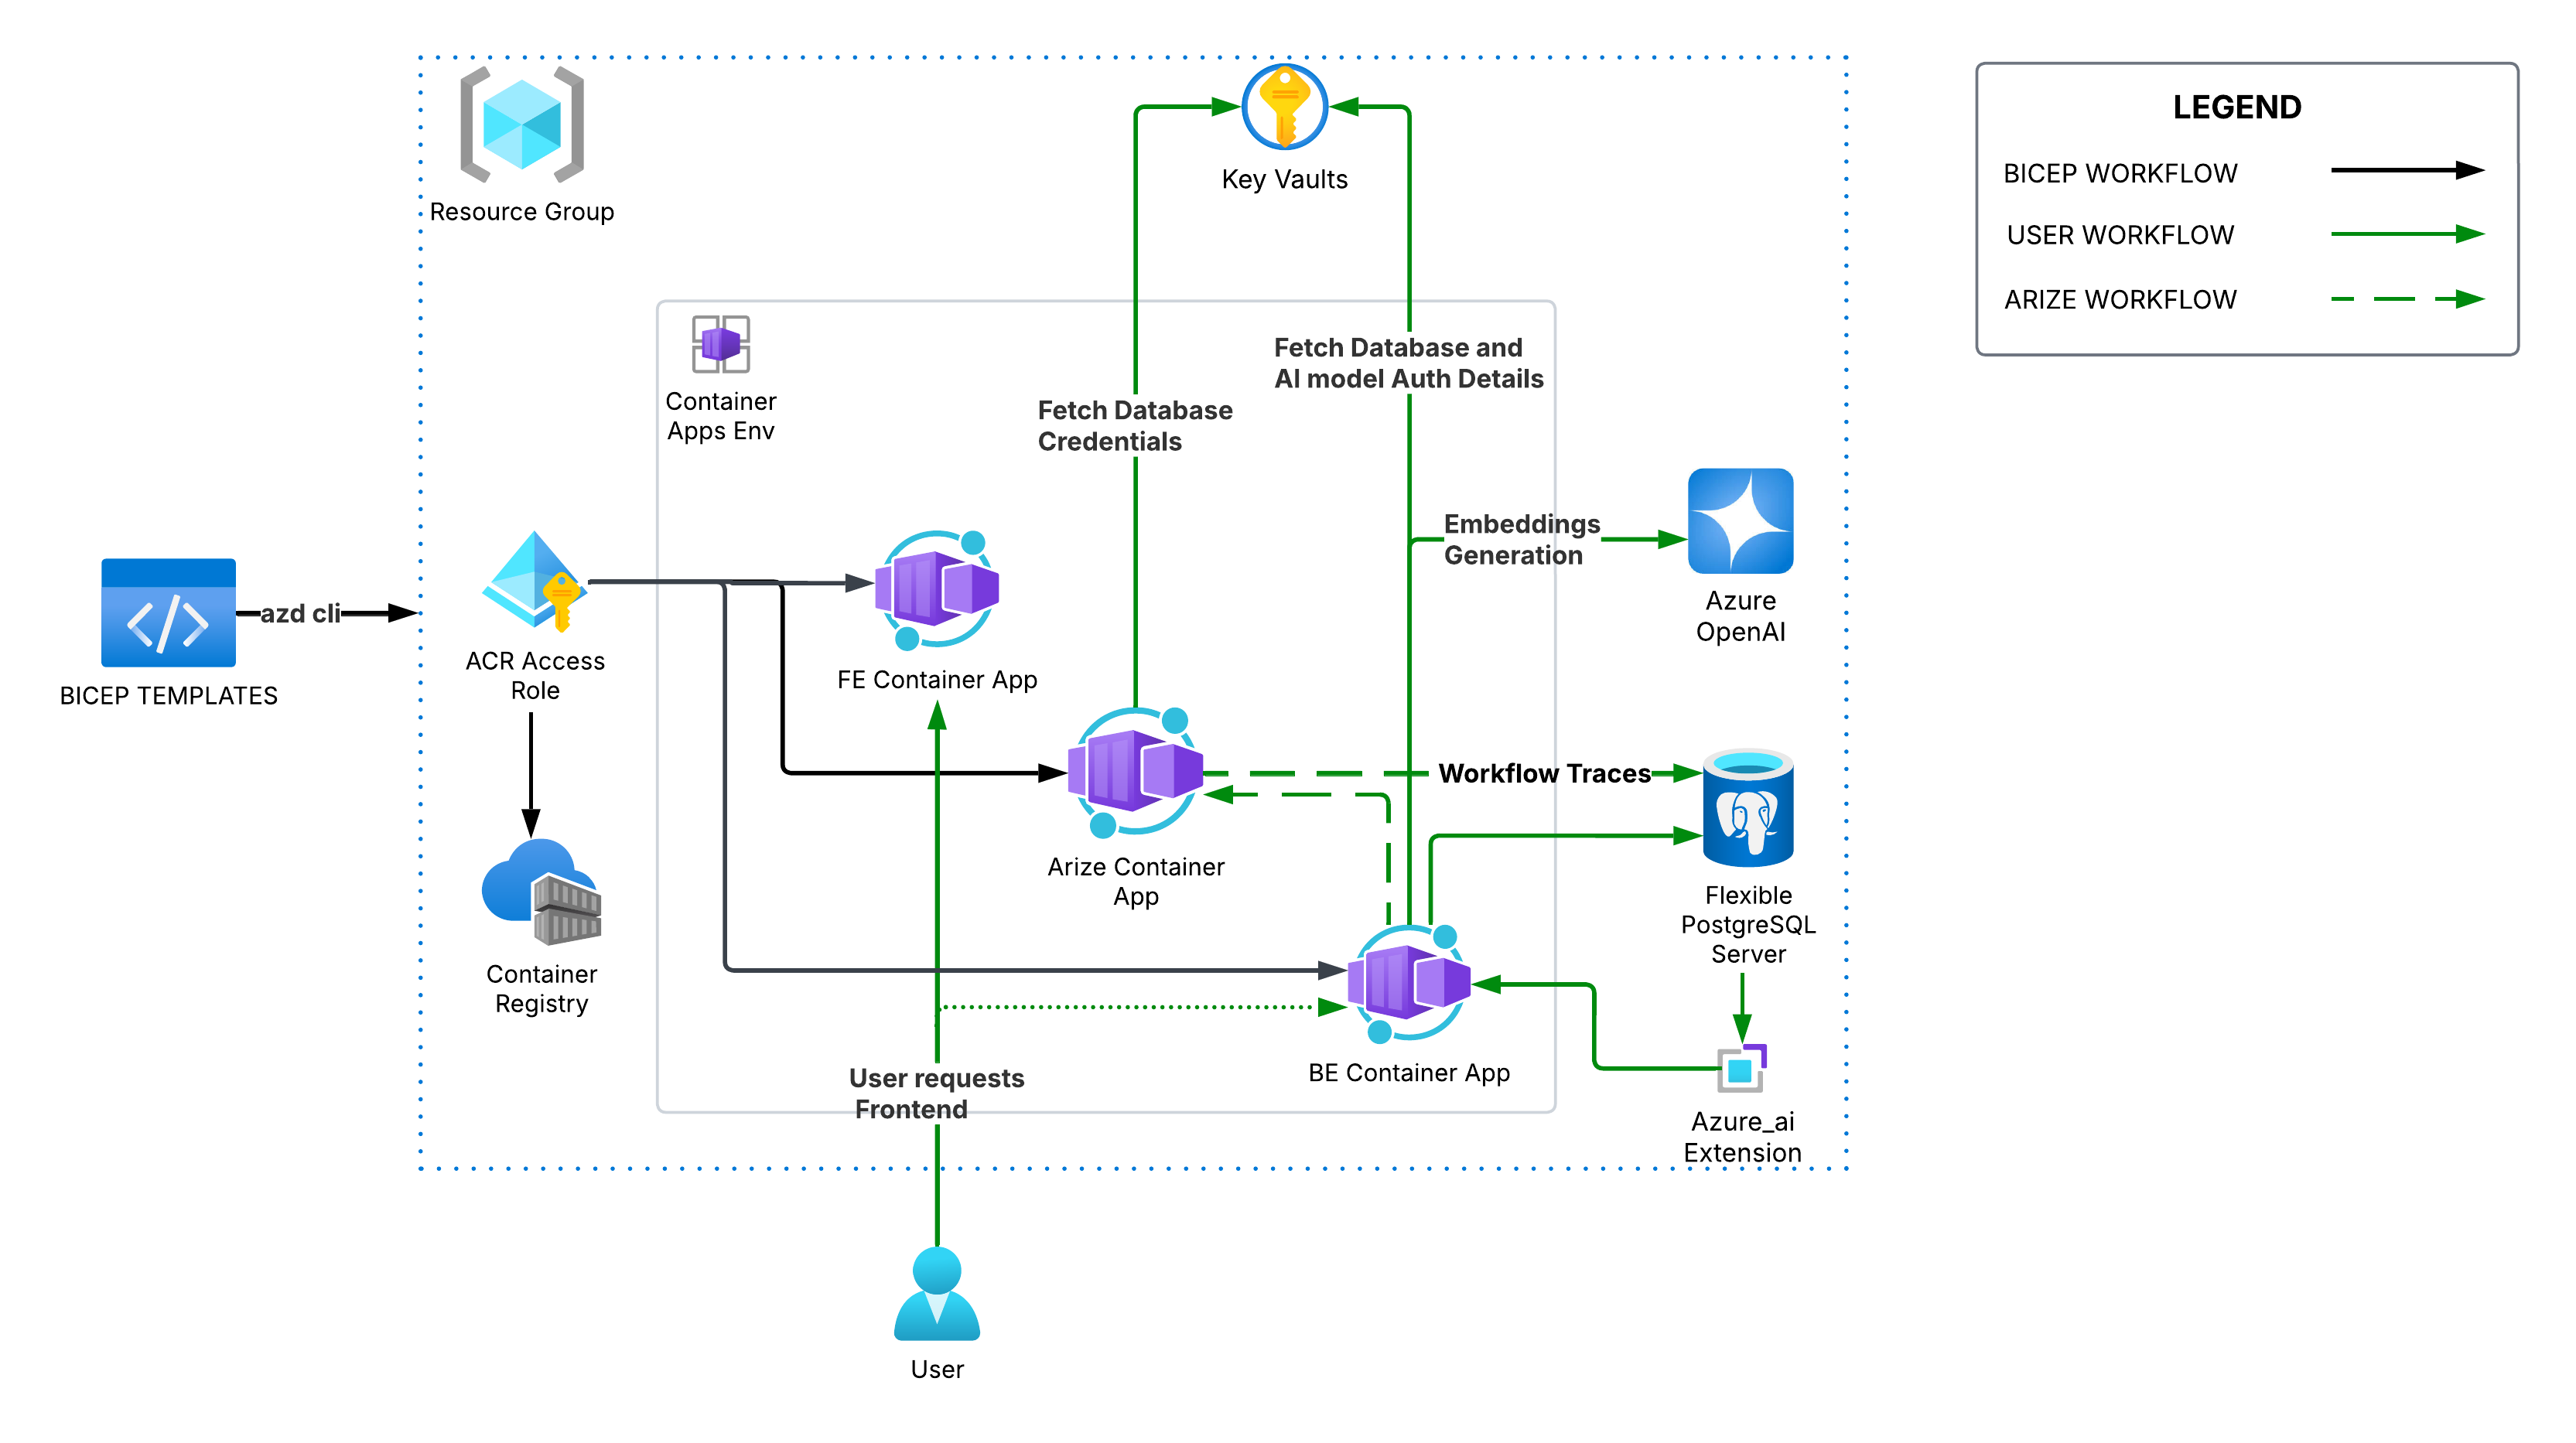 Resource Group
Key Vaults
LEGEND
BICEP WORKFLOW
USER WORKFLOW
ARIZE WORKFLOW
Container
Apps Env
Fetch Database and
AI model Auth Details
Fetch Database
Credentials
Embeddings
Generation
Azure
OpenAI
azd cli
BICEP TEMPLATES
ACR Access
Role
FE Container App
Workflow Traces
Arize Container
App
Flexible
PostgreSQL
Server
Container
Registry
BE Container App
User requests
Frontend
Azure_ai
Extension
User